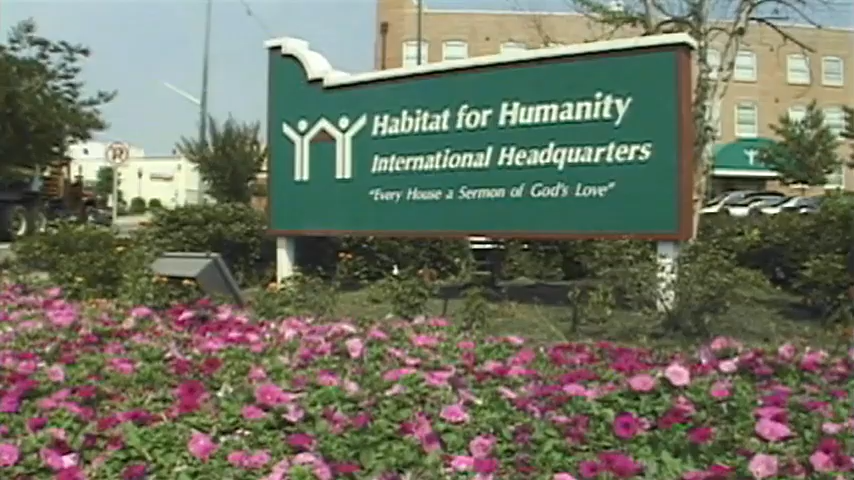 Habitat for Humanity
International Headquarters
"Every House a Sermon of God's Love"